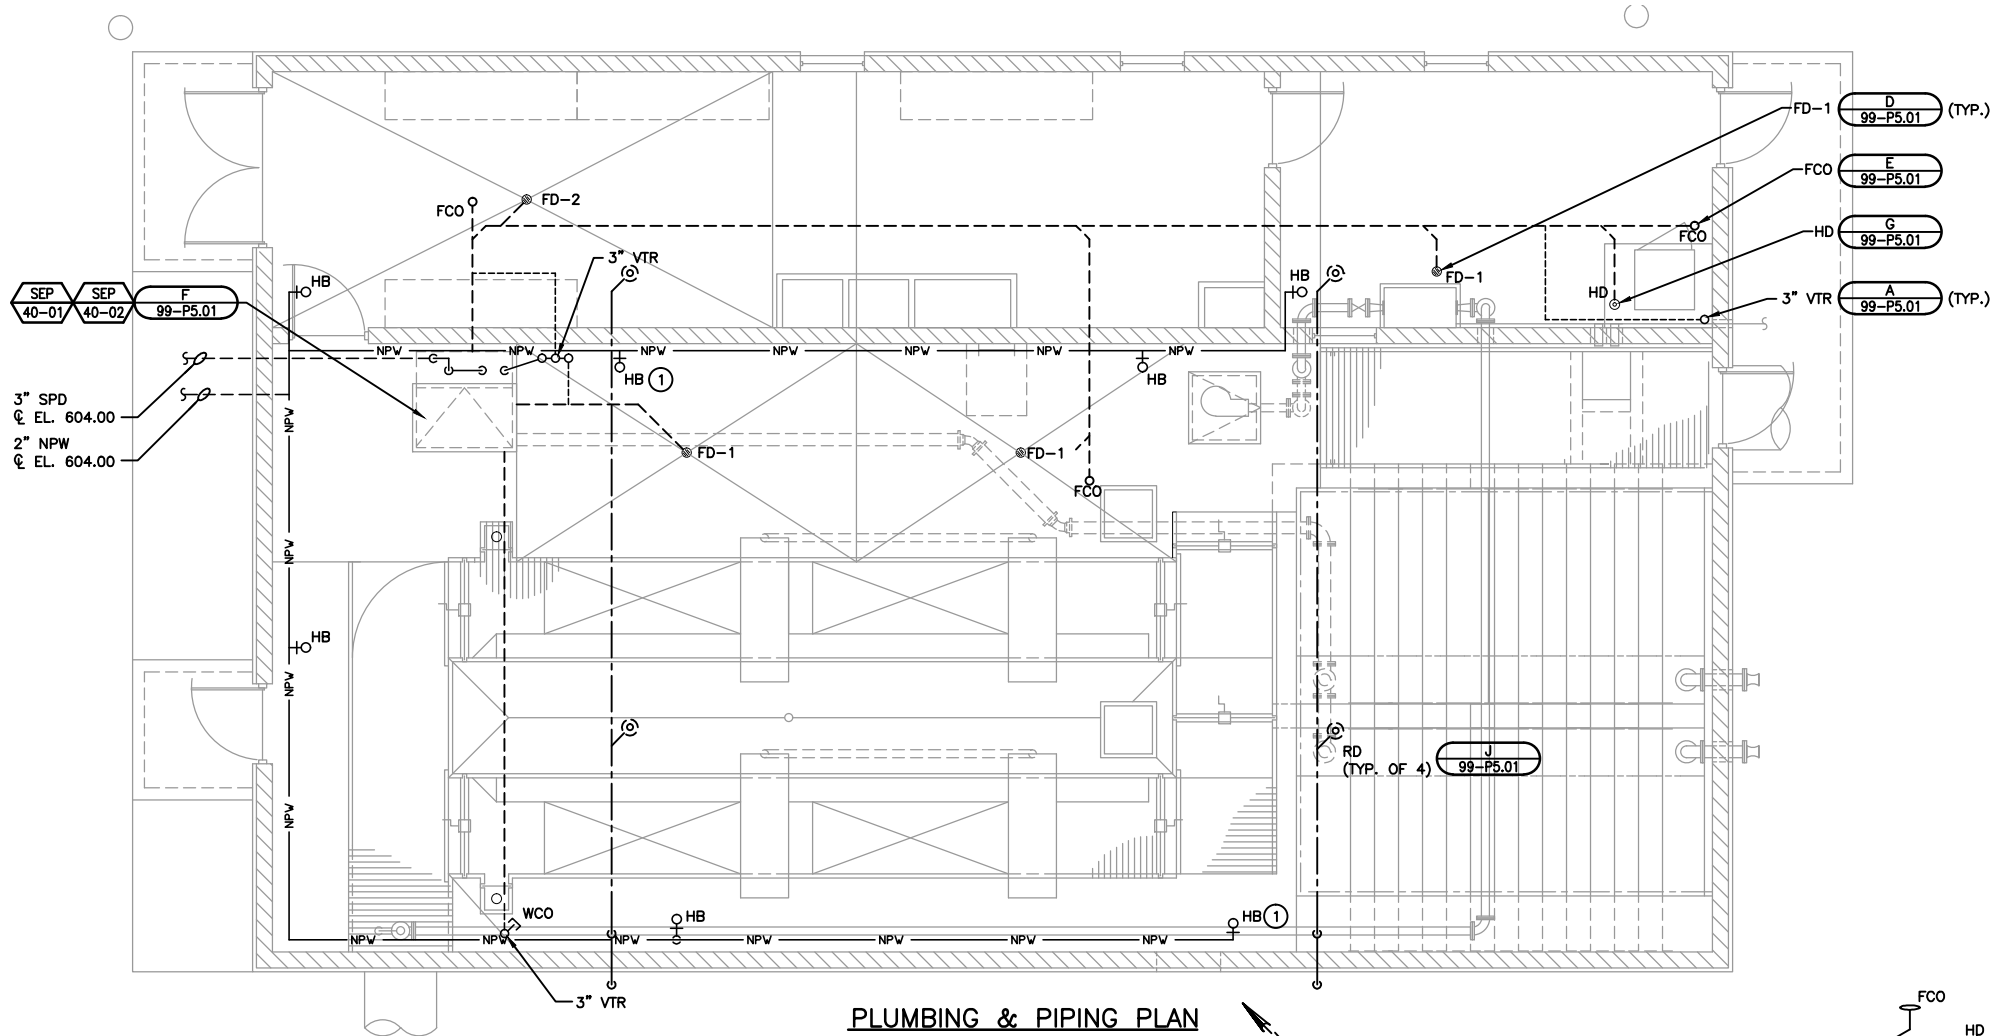 FD-1
D
99-P5.01
(TYP.)
FCO
E
99-P5.01
HD
G
99-P5.01
3" VTR
A
99-P5.01
(TYP.)
FCO
FD-2
FCO
3" VTR
HB
HB
FD-1
HD
SEP
40-01
SEP
40-02
F
99-P5.01
NPW
NPW
NPW
NPW
NPW
NPW
NPW
HB 1
HB
3" SPD
℄ EL. 604.00
2" NPW
℄ EL. 604.00
NPW
FD-1
FD-1
FCO
NPW
HB
NPW
RD
(TYP. OF 4)
J
99-P5.01
NPW
WCO
HB
HB 1
NPW
NPW
NPW
NPW
NPW
NPW
NPW
3" VTR
PLUMBING & PIPING PLAN
FCO
HD